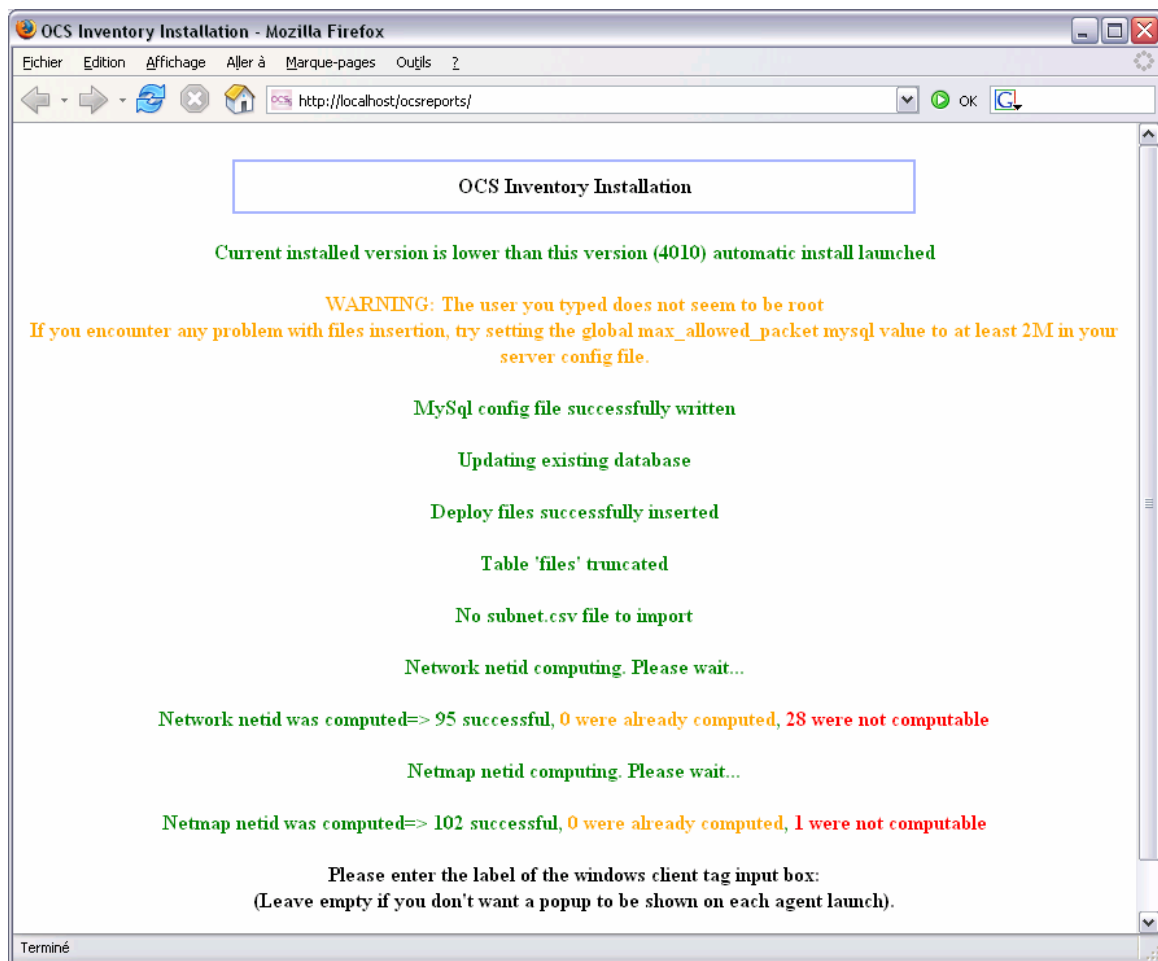 OCS Inventory Installation - Mozilla Firefox
Fichier Edition Affichage Aller à Marque-pages Outils ?
http://localhost/ocsreports/ OK
OCS Inventory Installation
Current installed version is lower than this version (4010) automatic install launched
WARNING: The user you typed does not seem to be root
If you encounter any problem with files insertion, try setting the global max_allowed_packet mysql value to at least 2M in your
server config file.
MySql config file successfully written
Updating existing database
Deploy files successfully inserted
Table 'files' truncated
No subnet.csv file to import
Network netid computing. Please wait...
Network netid was computed=> 95 successful, 0 were already computed, 28 were not computable
Netmap netid computing. Please wait...
Netmap netid was computed=> 102 successful, 0 were already computed, 1 were not computable
Please enter the label of the windows client tag input box:
(Leave empty if you don't want a popup to be shown on each agent launch).
Terminé